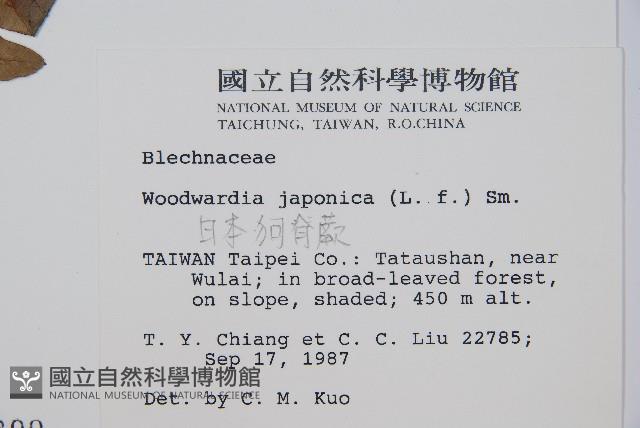 國立自然科學博物館
NATIONAL MUSEUM OF NATURAL SCIENCE
TAICHUNG, TAIWAN, R.O.CHINA
Blechnaceae
Woodwardia japonica (L. f.) Sm.
日本狗脊蕨
TAIWAN Taipei Co.: Tataushan, near
Wulai; in broad-leaved forest,
on slope, shaded; 450 m alt.
T. Y. Chiang et C. C. Liu 22785;
Sep 17, 1987
國立自然科學博物館
NATIONAL MUSEUM OF NATURAL SCIENCE
Det. by C. M. Kuo